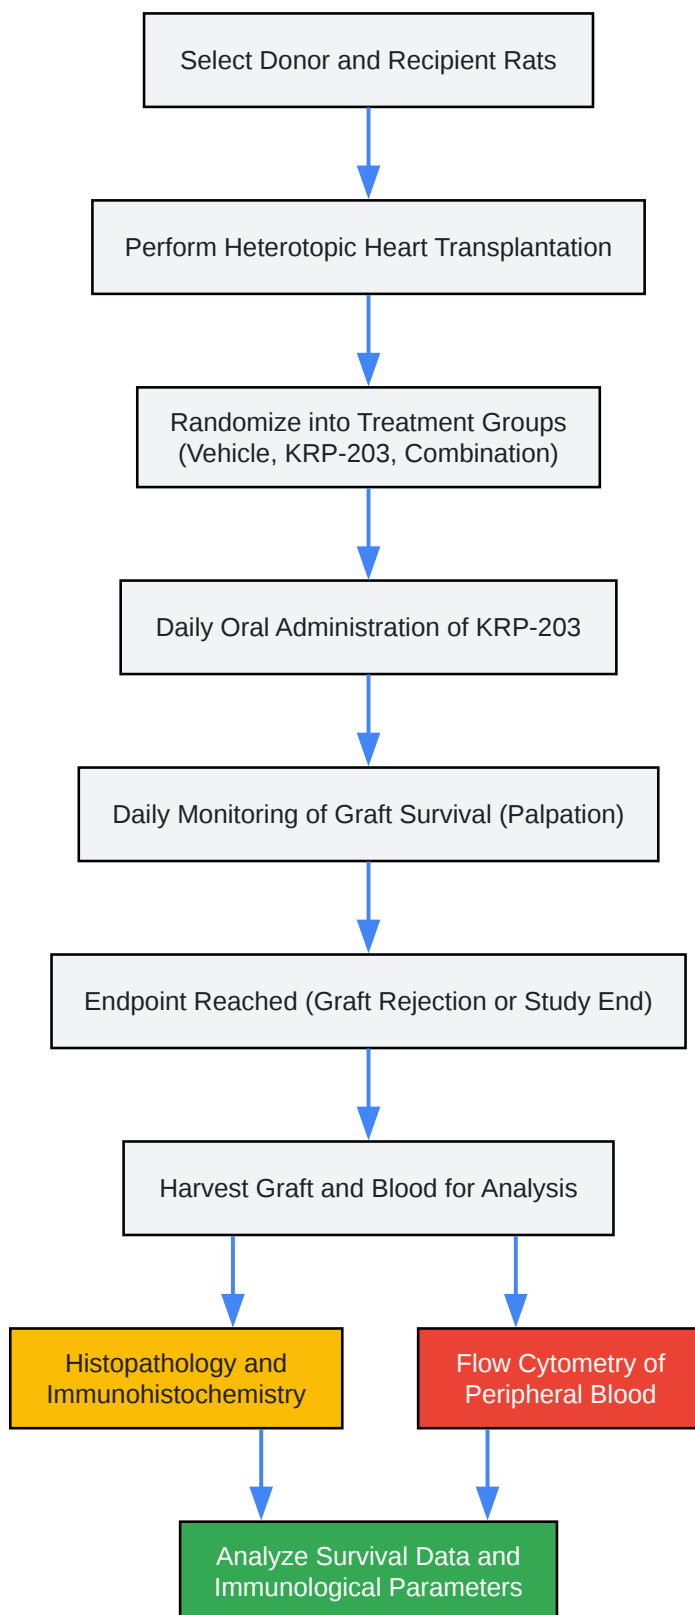 Select Donor and Recipient Rats
Perform Heterotopic Heart Transplantation
Randomize into Treatment Groups
(Vehicle, KRP-203, Combination)
Daily Oral Administration of KRP-203
Daily Monitoring of Graft Survival (Palpation)
Endpoint Reached (Graft Rejection or Study End)
Harvest Graft and Blood for Analysis
Histopathology and
Immunohistochemistry
Flow Cytometry of
Peripheral Blood
Analyze Survival Data and
Immunological Parameters